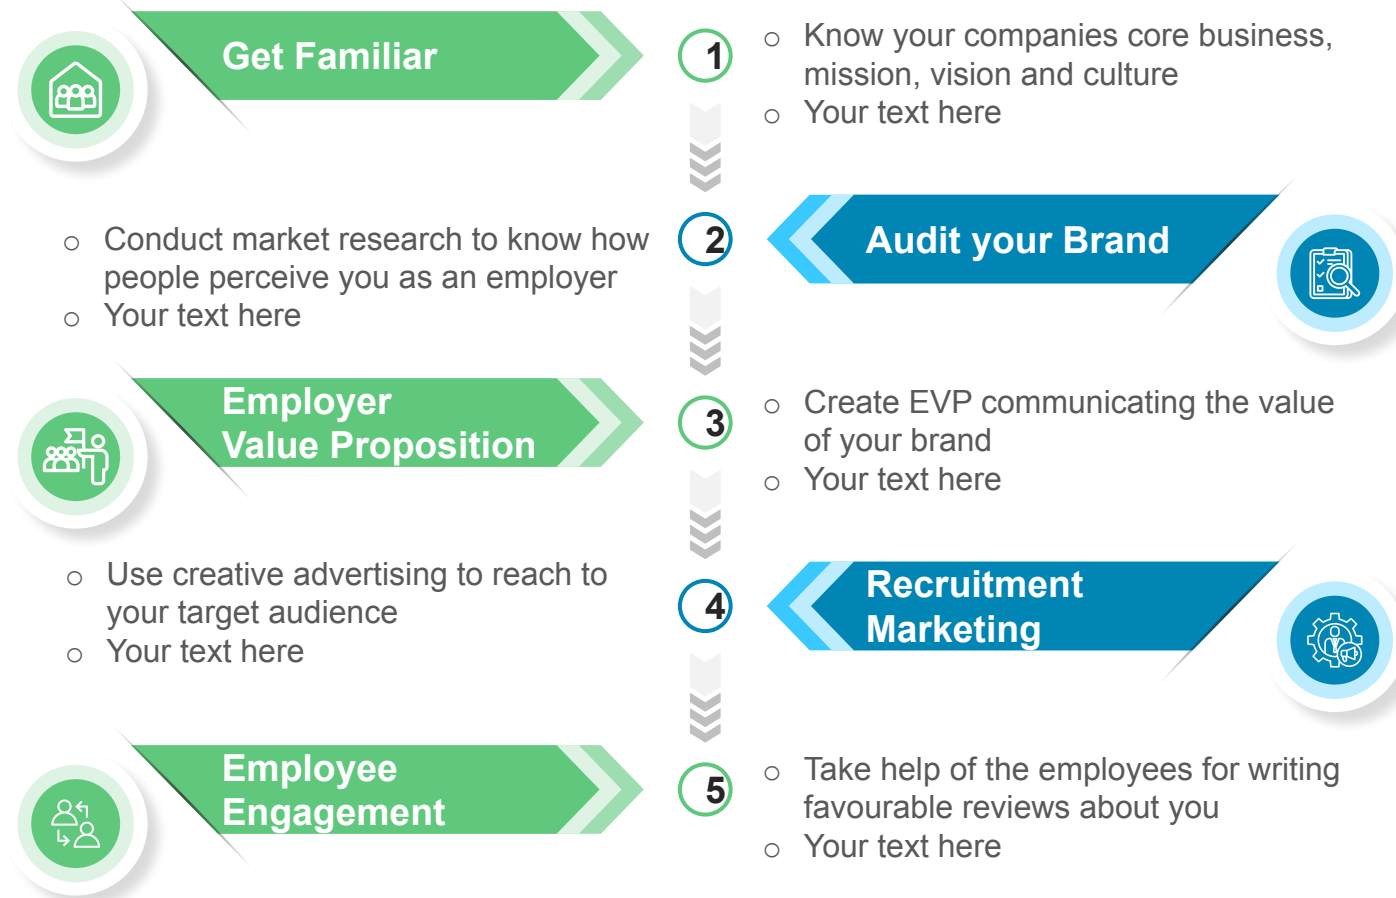 Get Familiar
1
○ Know your companies core business,
mission, vision and culture
○ Your text here
○ Conduct market research to know how
people perceive you as an employer
○ Your text here
2
Audit your Brand
Employer
Value Proposition
3
○ Create EVP communicating the value
of your brand
○ Your text here
○ Use creative advertising to reach to
your target audience
○ Your text here
4
Recruitment
Marketing
Employee
Engagement
5
○ Take help of the employees for writing
favourable reviews about you
○ Your text here